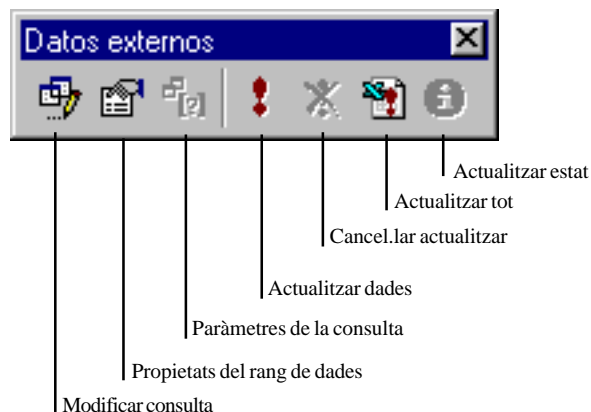 Datos externos
Actualitzar estat
Actualitzar tot
Cancel.lar actualitzar
Actualitzar dades
Paràmetres de la consulta
Propietats del rang de dades
Modificar consulta